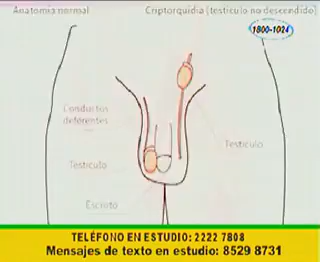 Anatomía normal
Criptorquidia (testículo no descendido)
1800-1024
Conductos
deferentes
Testículo
Testículo
Escroto
TELÉFONO EN ESTUDIO: 2222 7808
Mensajes de texto en estudio: 8529 8731